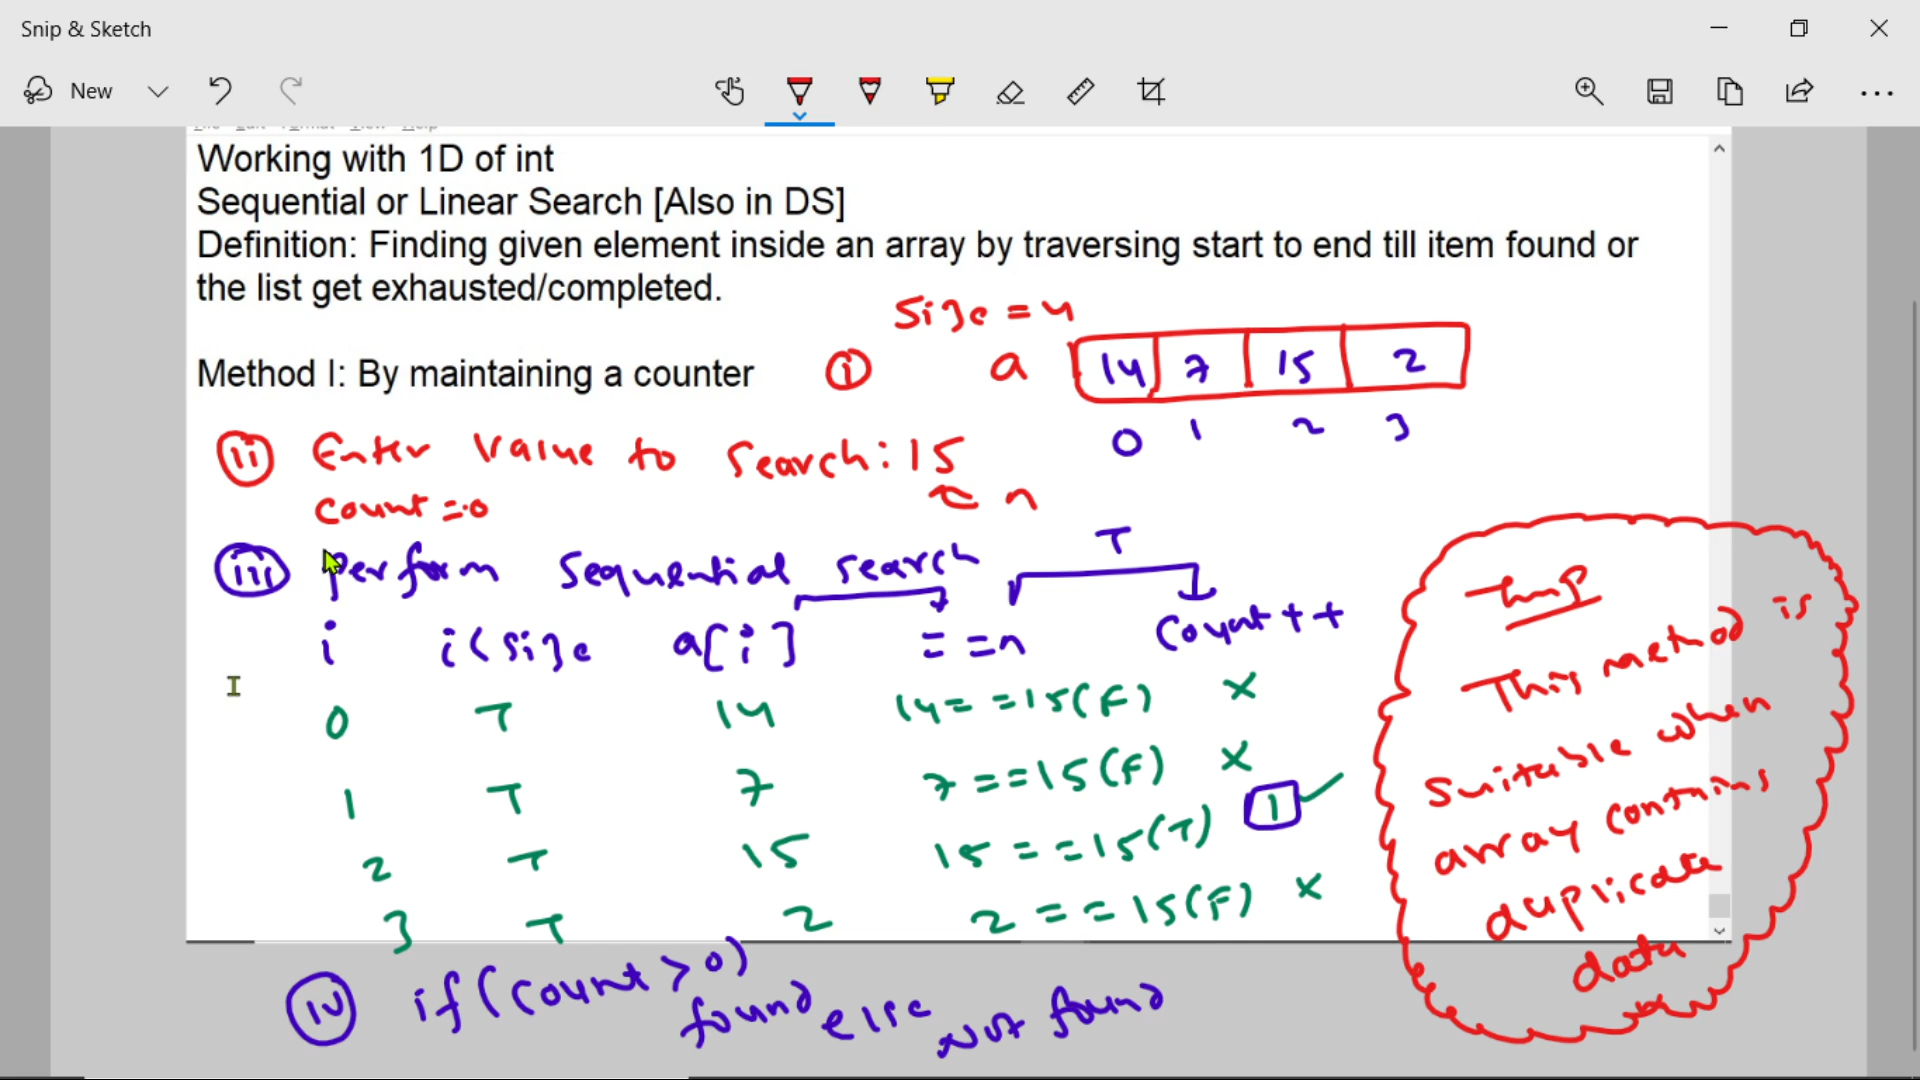 Snip & Sketch
New
Working with 1D of int
Sequential or Linear Search [Also in DS]
Definition: Finding given element inside an array by traversing start to end till item found or
the list get exhausted/completed.
Size = 4
Method I: By maintaining a counter
i a 14 7 15 2
0 1 2 3
ii Enter Value to Search: 15
n
Count = 0
iii Perform Sequential Search
T
i i<size a[i] ==n Count++
0 T 14 14==15(F) x
1 T 7 7==15(F) x
2 T 15 15==15(T) 1 ✓
3 T 2 2==15(F) x
iv if(count>0)
found else Not found
Imp
This method is
Suitable when
array contains
duplicate
data